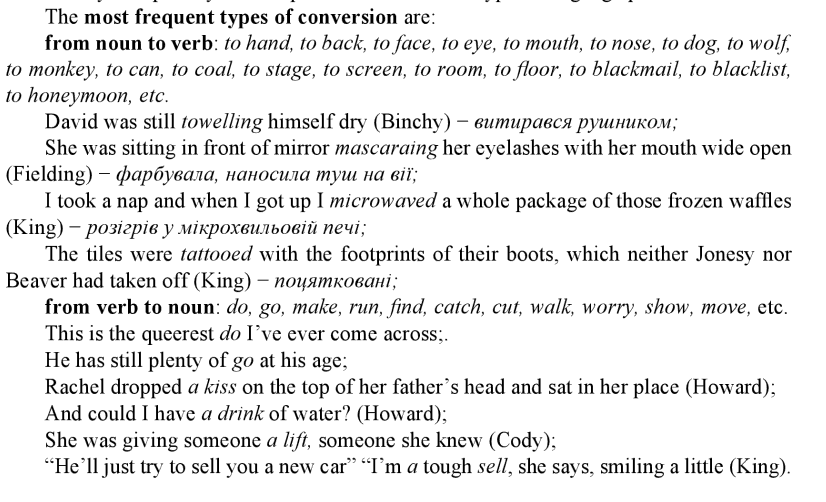 The most frequent types of conversion are:
from noun to verb: to hand, to back, to face, to eye, to mouth, to nose, to dog, to wolf,
to monkey, to can, to coal, to stage, to screen, to room, to floor, to blackmail, to blacklist,
to honeymoon, etc.
David was still towelling himself dry (Binchy) − витирався рушником;
She was sitting in front of mirror mascaraing her eyelashes with her mouth wide open
(Fielding) − фарбувала, наносила туш на вії;
I took a nap and when I got up I microwaved a whole package of those frozen waffles
(King) − розігрів у мікрохвильовій печі;
The tiles were tattooed with the footprints of their boots, which neither Jonesy nor
Beaver had taken off (King) − поцятковані;
from verb to noun: do, go, make, run, find, catch, cut, walk, worry, show, move, etc.
This is the queerest do I’ve ever come across;.
He has still plenty of go at his age;
Rachel dropped a kiss on the top of her father’s head and sat in her place (Howard);
And could I have a drink of water? (Howard);
She was giving someone a lift, someone she knew (Cody);
“He’ll just try to sell you a new car” “I’m a tough sell, she says, smiling a little (King).